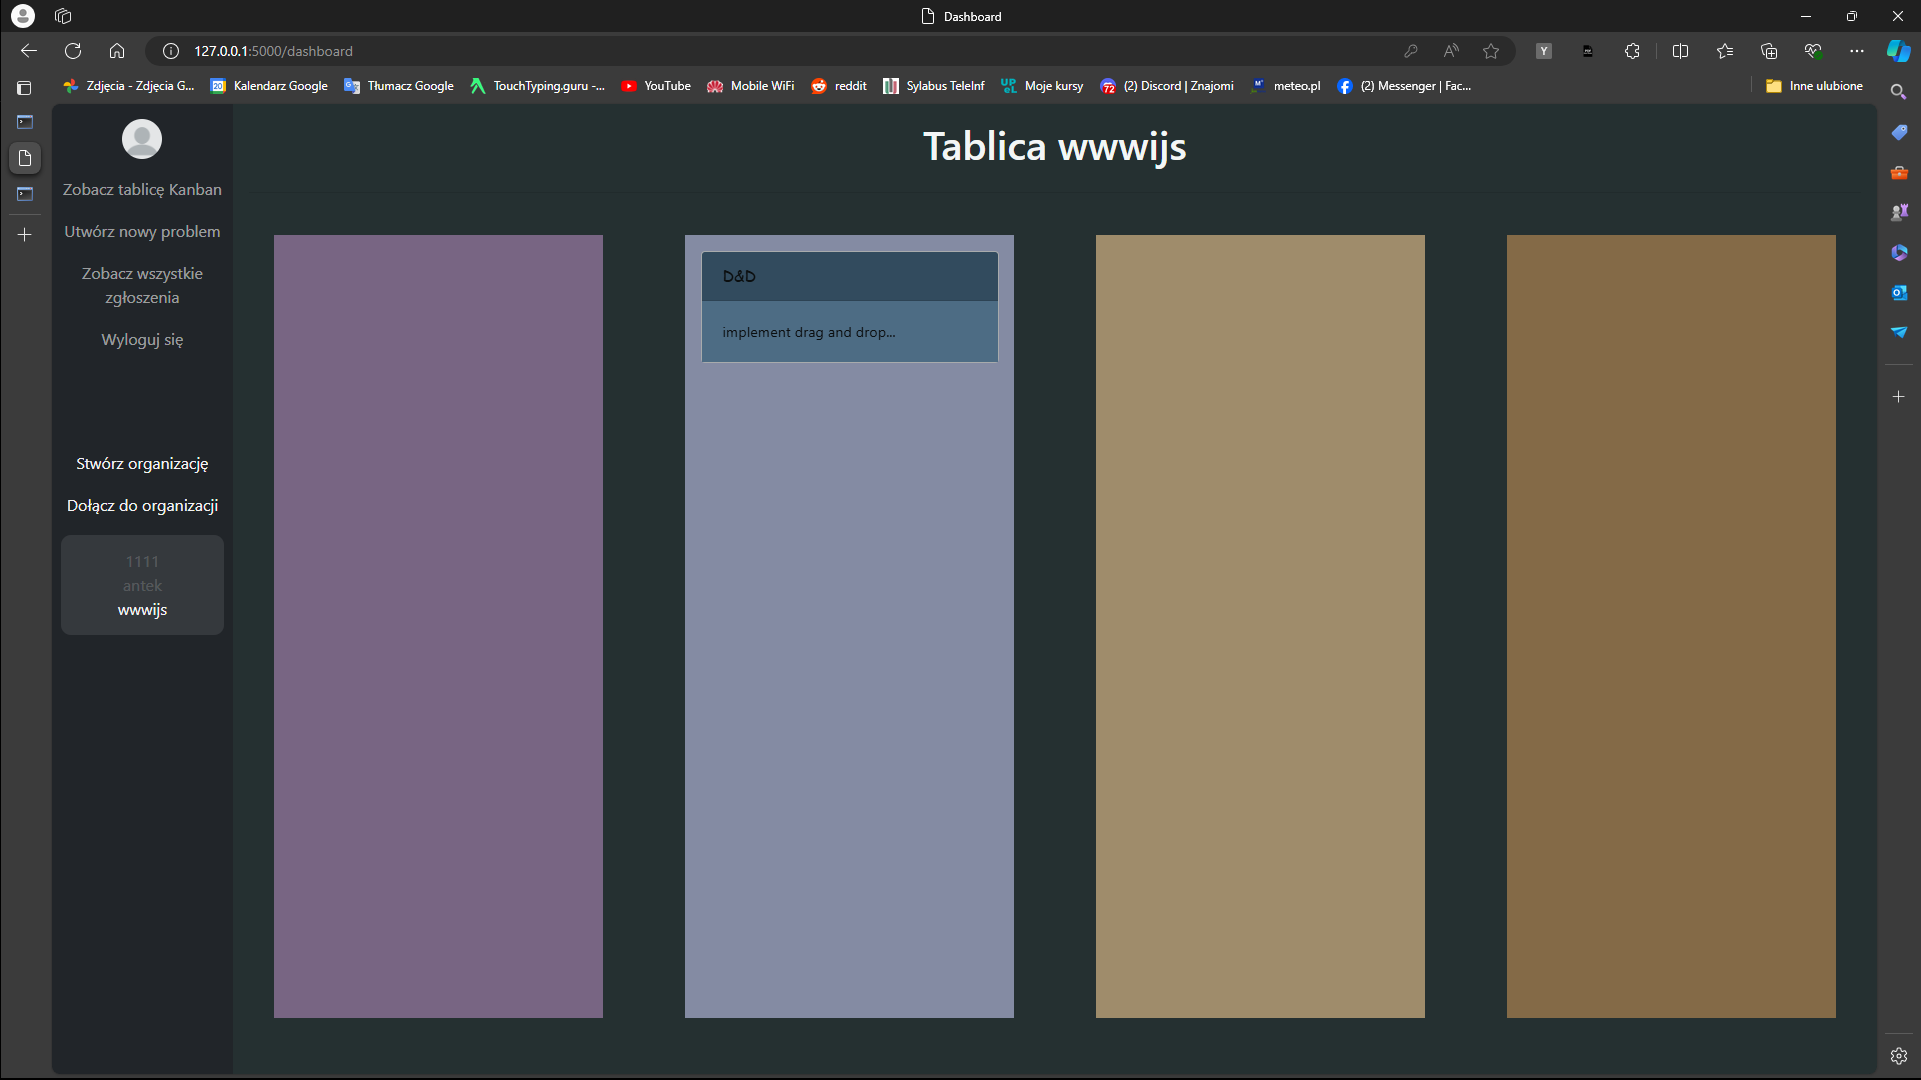 Dashboard
127.0.0.1:5000/dashboard
Zdjęcia - Zdjęcia G...
Kalendarz Google
Tłumacz Google
TouchTyping.guru -...
YouTube
Mobile WiFi
reddit
Sylabus TeleInf
Moje kursy
(2) Discord | Znajomi
meteo.pl
(2) Messenger | Fac...
Inne ulubione
Zobacz tablicę Kanban
Utwórz nowy problem
Zobacz wszystkie
zgłoszenia
Wyloguj się
Stwórz organizację
Dołącz do organizacji
1111
antek
wwwijs
Tablica wwwijs
D&D
implement drag and drop...